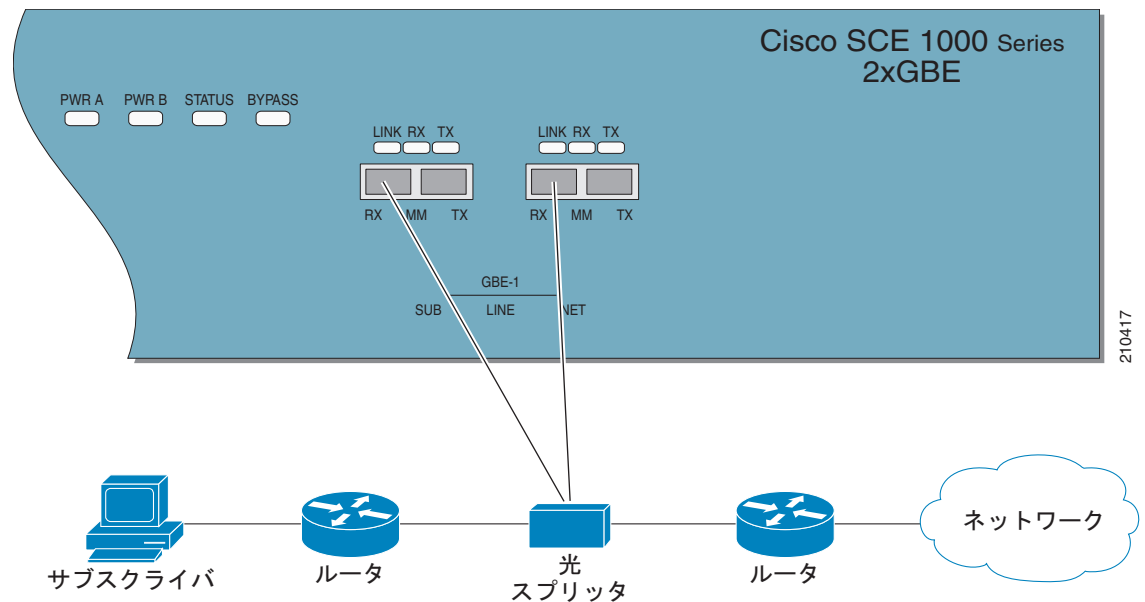 Cisco SCE 1000 Series
2xGBE
PWR A PWR B STATUS BYPASS
LINK RX TX LINK RX TX
RX MM TX RX MM TX
GBE-1
SUB LINE NET
210417
ネットワーク
サブスクライバ ルータ 光 ルータ
スプリッタ